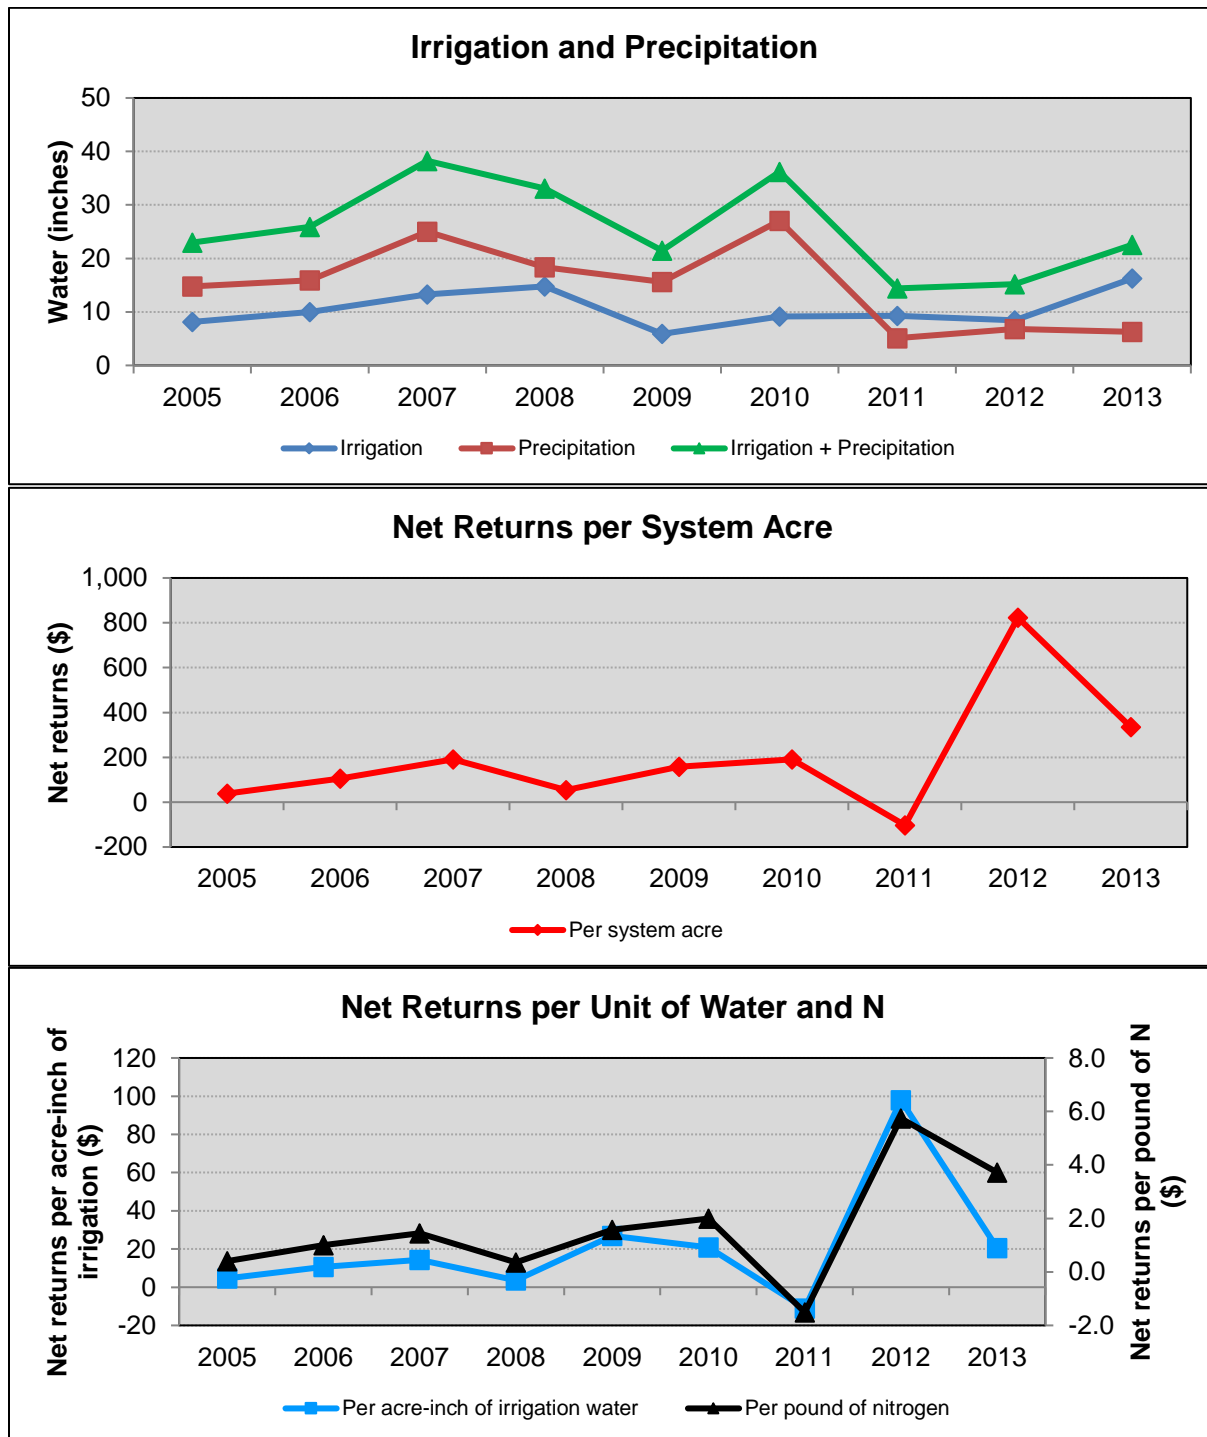 Irrigation and Precipitation
Water (inches)
50
40
30
20
10
0
2005 2006 2007 2008 2009 2010 2011 2012 2013
Irrigation Precipitation Irrigation + Precipitation
Net Returns per System Acre
Net returns ($)
1,000
800
600
400
200
0
-200
2005 2006 2007 2008 2009 2010 2011 2012 2013
Per system acre
Net Returns per Unit of Water and N
Net returns per acre-inch of
irrigation ($)
120
100
80
60
40
20
0
-20
8.0
6.0
4.0
2.0
0.0
-2.0
Net returns per pound of N
($)
2005 2006 2007 2008 2009 2010 2011 2012 2013
Per acre-inch of irrigation water Per pound of nitrogen